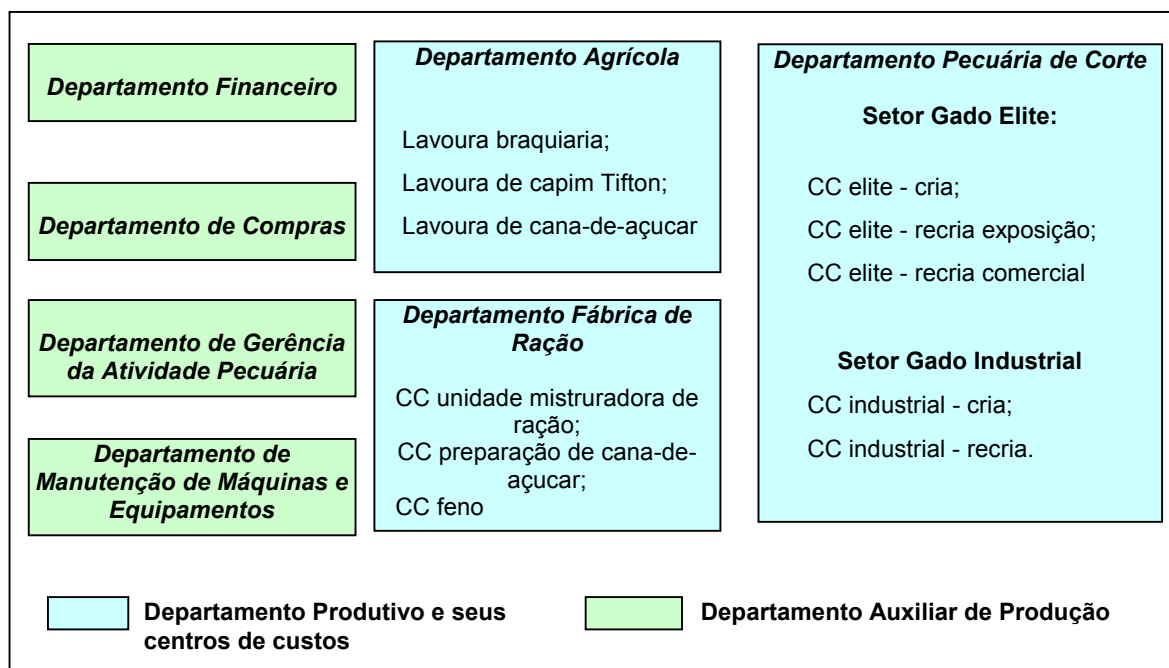 Departamento Financeiro
Departamento de Compras
Departamento de Gerência
da Atividade Pecuária
Departamento de
Manutenção de Máquinas e
Equipamentos
Departamento Agrícola
Lavoura braquiaria;
Lavoura de capim Tifton;
Lavoura de cana-de-açucar
Departamento Fábrica de
Ração
CC unidade mistruradora de
ração;
CC preparação de cana-de-
açucar;
CC feno
Departamento Pecuária de Corte
Setor Gado Elite:
CC elite - cria;
CC elite - recria exposição;
CC elite - recria comercial
Setor Gado Industrial
CC industrial - cria;
CC industrial - recria.
Departamento Produtivo e seus
centros de custos
Departamento Auxiliar de Produção